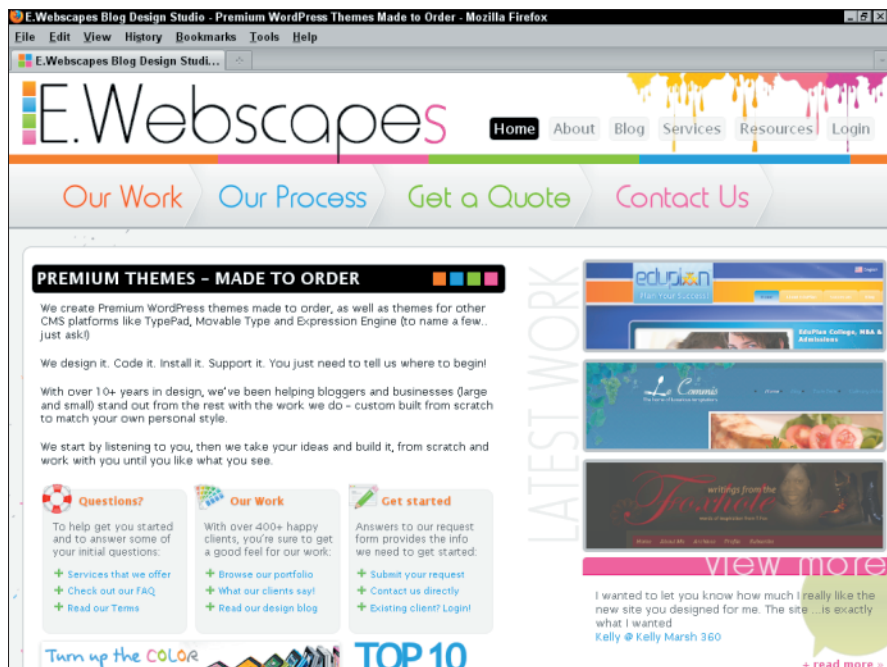 E.Webscapes Blog Design Studio - Premium WordPress Themes Made to Order - Mozilla Firefox
File Edit View History Bookmarks Tools Help
E.Webscapes Blog Design Studi...
E.Webscapes
Home About Blog Services Resources Login
Our Work Our Process Get a Quote Contact Us
PREMIUM THEMES – MADE TO ORDER
We create Premium WordPress themes made to order, as well as themes for other
CMS platforms like TypePad, Movable Type and Expression Engine (to name a few..
just ask!)
We design it. Code it. Install it. Support it. You just need to tell us where to begin!
With over 10+ years in design, we've been helping bloggers and businesses (large
and small) stand out from the rest with the work we do – custom built from scratch
to match your own personal style.
We start by listening to you, then we take your ideas and build it, from scratch and
work with you until you like what you see.
Questions?
To help get you started
and to answer some of
your initial questions:
+ Services that we offer
+ Check out our FAQ
+ Read our Terms
Our Work
With over 400+ happy
clients, you're sure to get
a good feel for our work:
+ Browse our portfolio
+ What our clients say!
+ Read our design blog
Get started
Answers to our request
form provides the info
we need to get started:
+ Submit your request
+ Contact us directly
+ Existing client? Login!
Turn up the COLOR
TOP 10
LATEST WORK
Plan Your Success!
EduPlan College, MBA &
Admissions
Le Commis
writings from the
Foxhole
Home About Me Archives Profile
view more
I wanted to let you know how much I really like the
new site you designed for me. The site ...is exactly
what I wanted
Kelly @ Kelly Marsh 360
+ read more